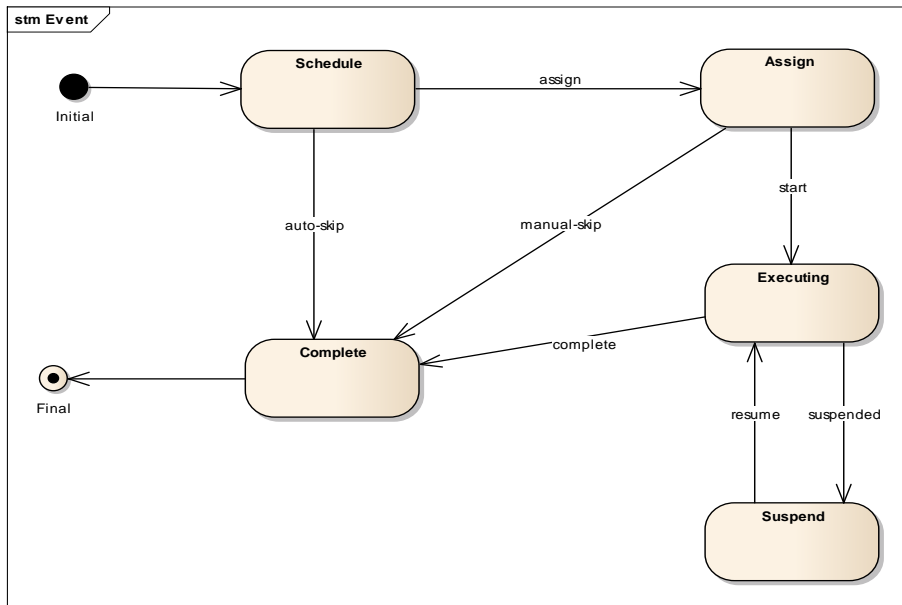 stm Event
Schedule
Assign
assign
Initial
start
auto-skip
manual-skip
Executing
complete
Complete
Final
resume
suspended
Suspend